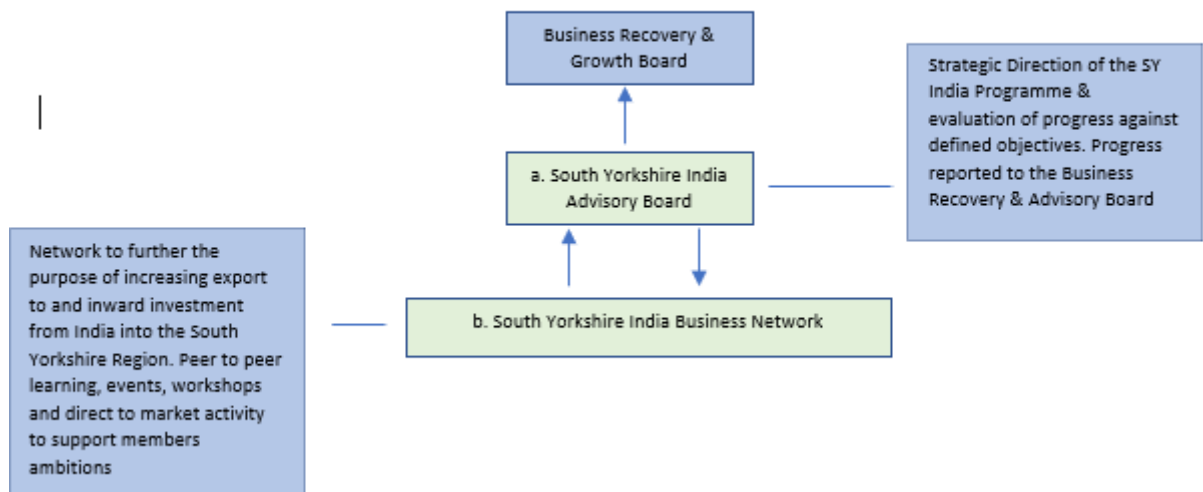 Business Recovery &
Growth Board
Strategic Direction of the SY
India Programme &
evaluation of progress against
defined objectives. Progress
reported to the Business
Recovery & Advisory Board
a. South Yorkshire India
Advisory Board
Network to further the
purpose of increasing export
to and inward investment
from India into the South
Yorkshire Region. Peer to peer
learning, events, workshops
and direct to market activity
to support members
ambitions
b. South Yorkshire India Business Network